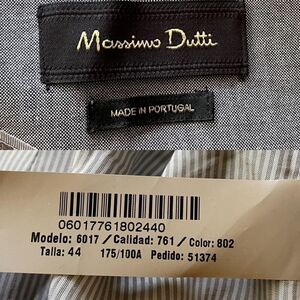 Massimo Dutti
MADE IN PORTUGAL
06017761802440
Modelo: 6017 / Calidad: 761 / Color: 802
Talla: 44 175/100A Pedido: 51374